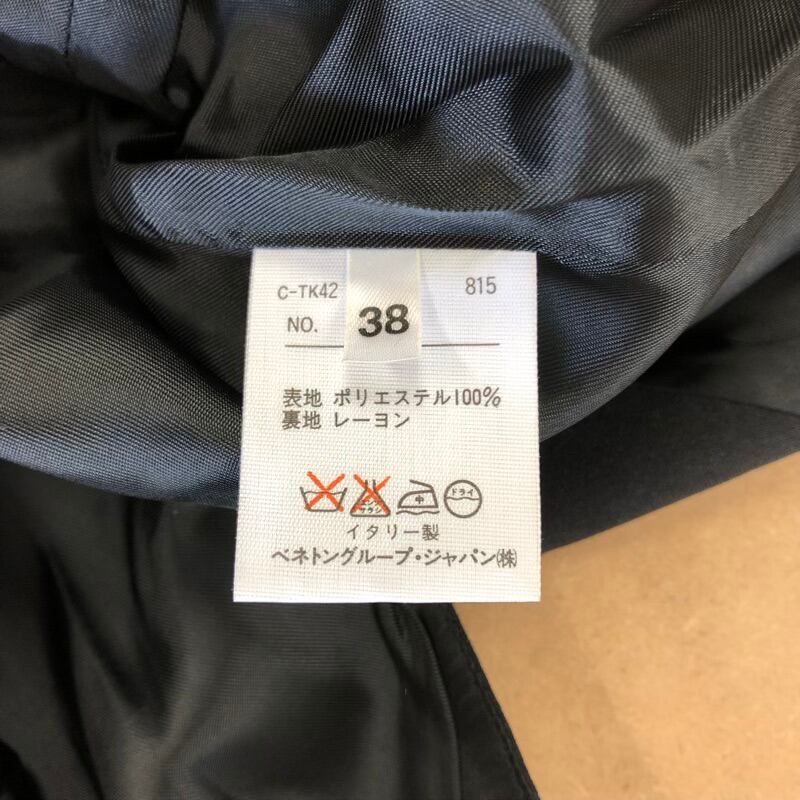 C-TK42 815
NO. 38
表地 ポリエステル100%
裏地 レーヨン
中 ドライ
イタリー製
ベネトングループ・ジャパン(株)